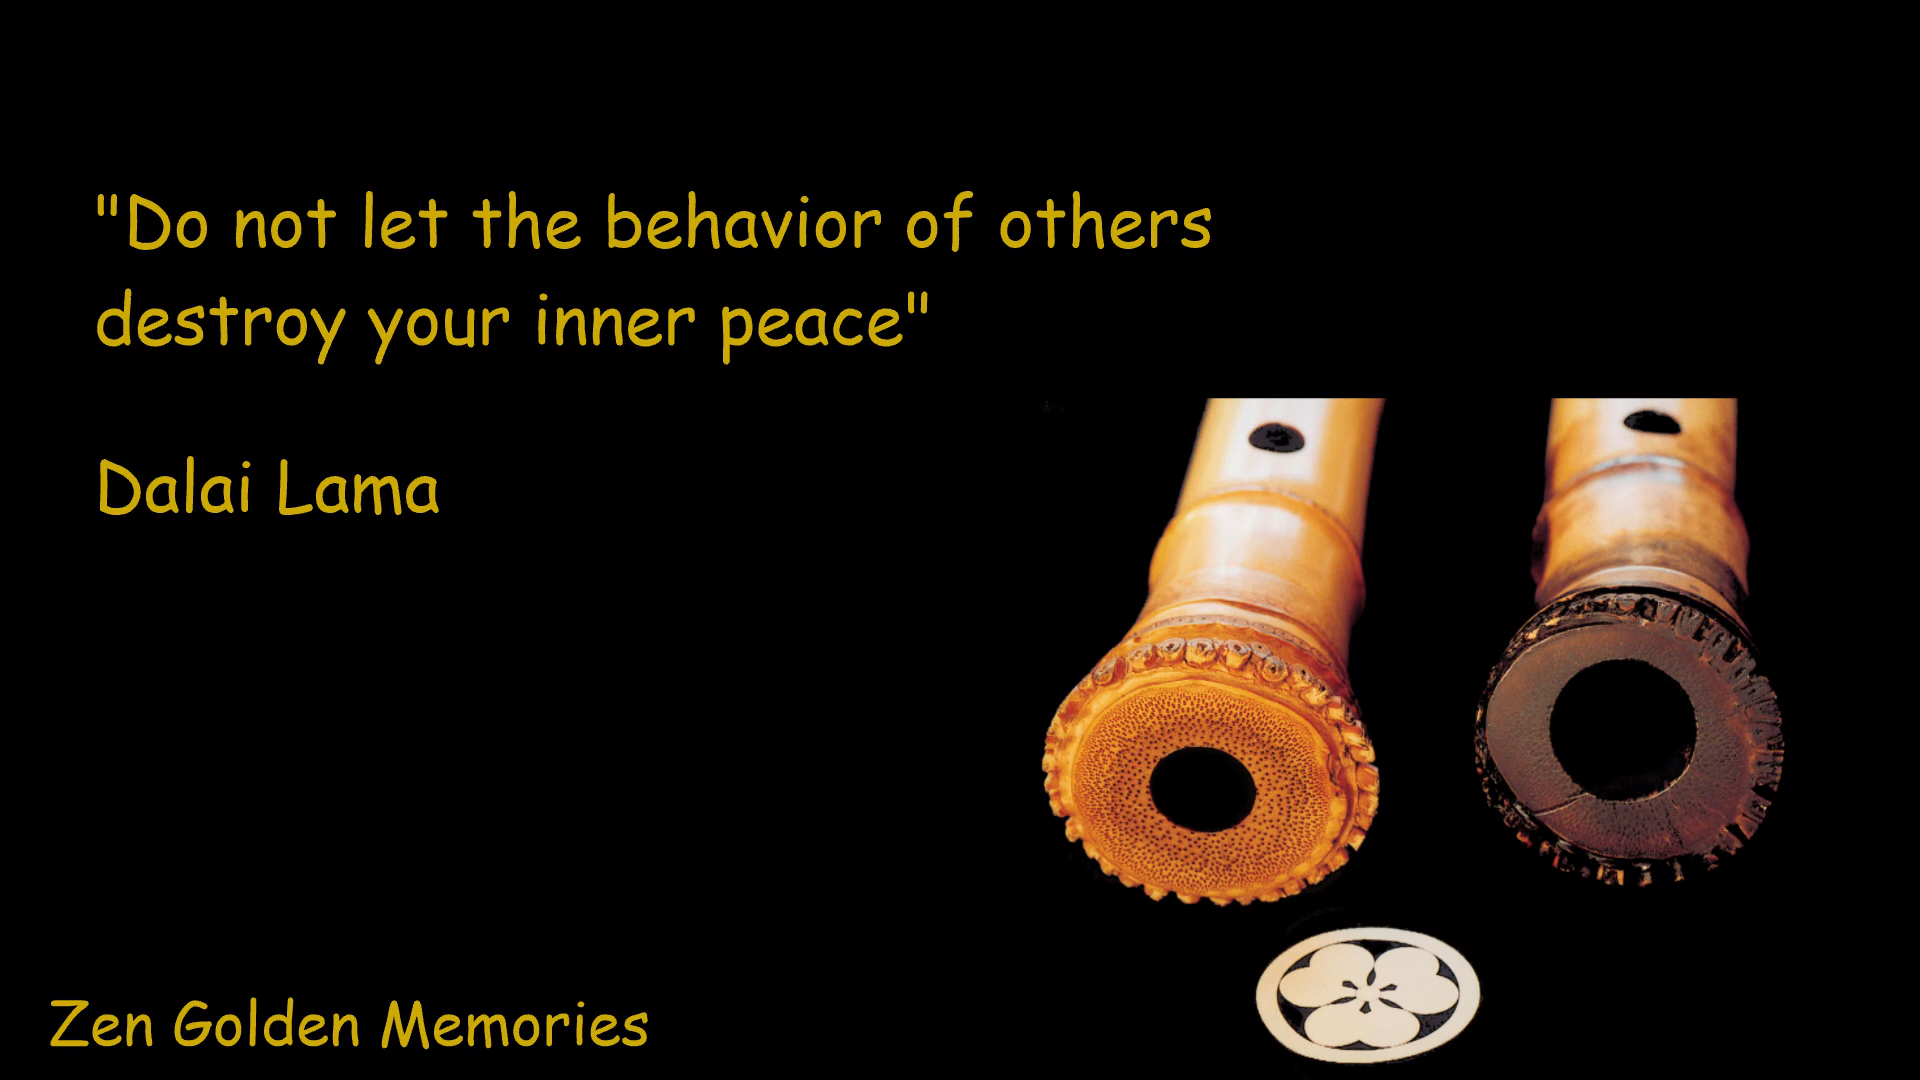 "Do not let the behavior of others
destroy your inner peace"
Dalai Lama
Zen Golden Memories